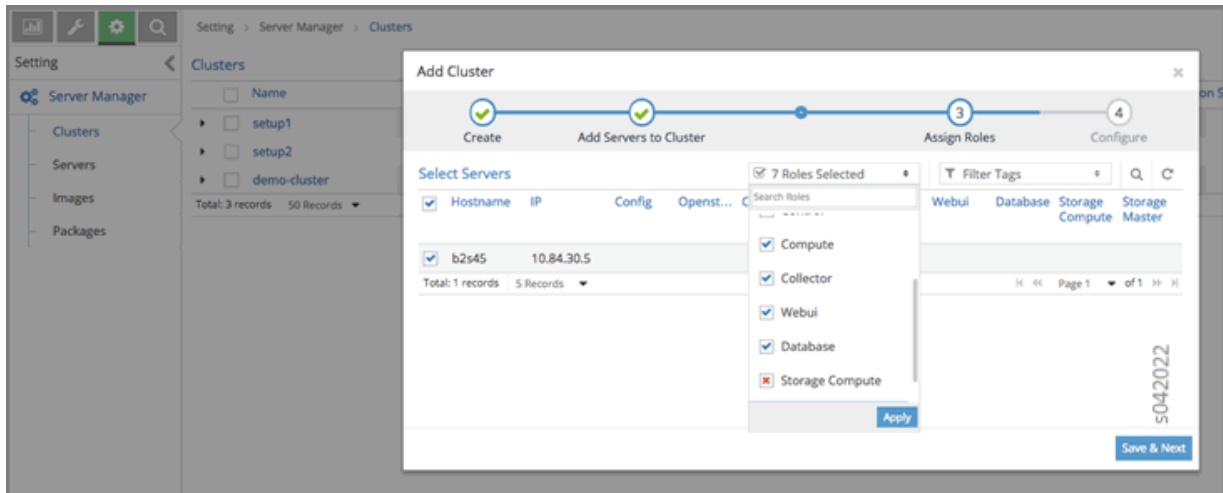 Setting > Server Manager > Clusters
Setting
Clusters
Add Cluster
Server Manager
Name
on S
3
4
Clusters
setup1
Create
Add Servers to Cluster
Assign Roles
Configure
setup2
Servers
demo-cluster
Select Servers
7 Roles Selected
Filter Tags
Images
Total: 3 records 50 Records
Search Roles
Hostname IP Config Openst... C
Webui Database Storage Compute Storage Master
Packages
Compute
b2s45 10.84.30.5
Collector
Total: 1 records 5 Records
Page 1 of 1
Webui
Database
Storage Compute
Apply
s042022
Save & Next